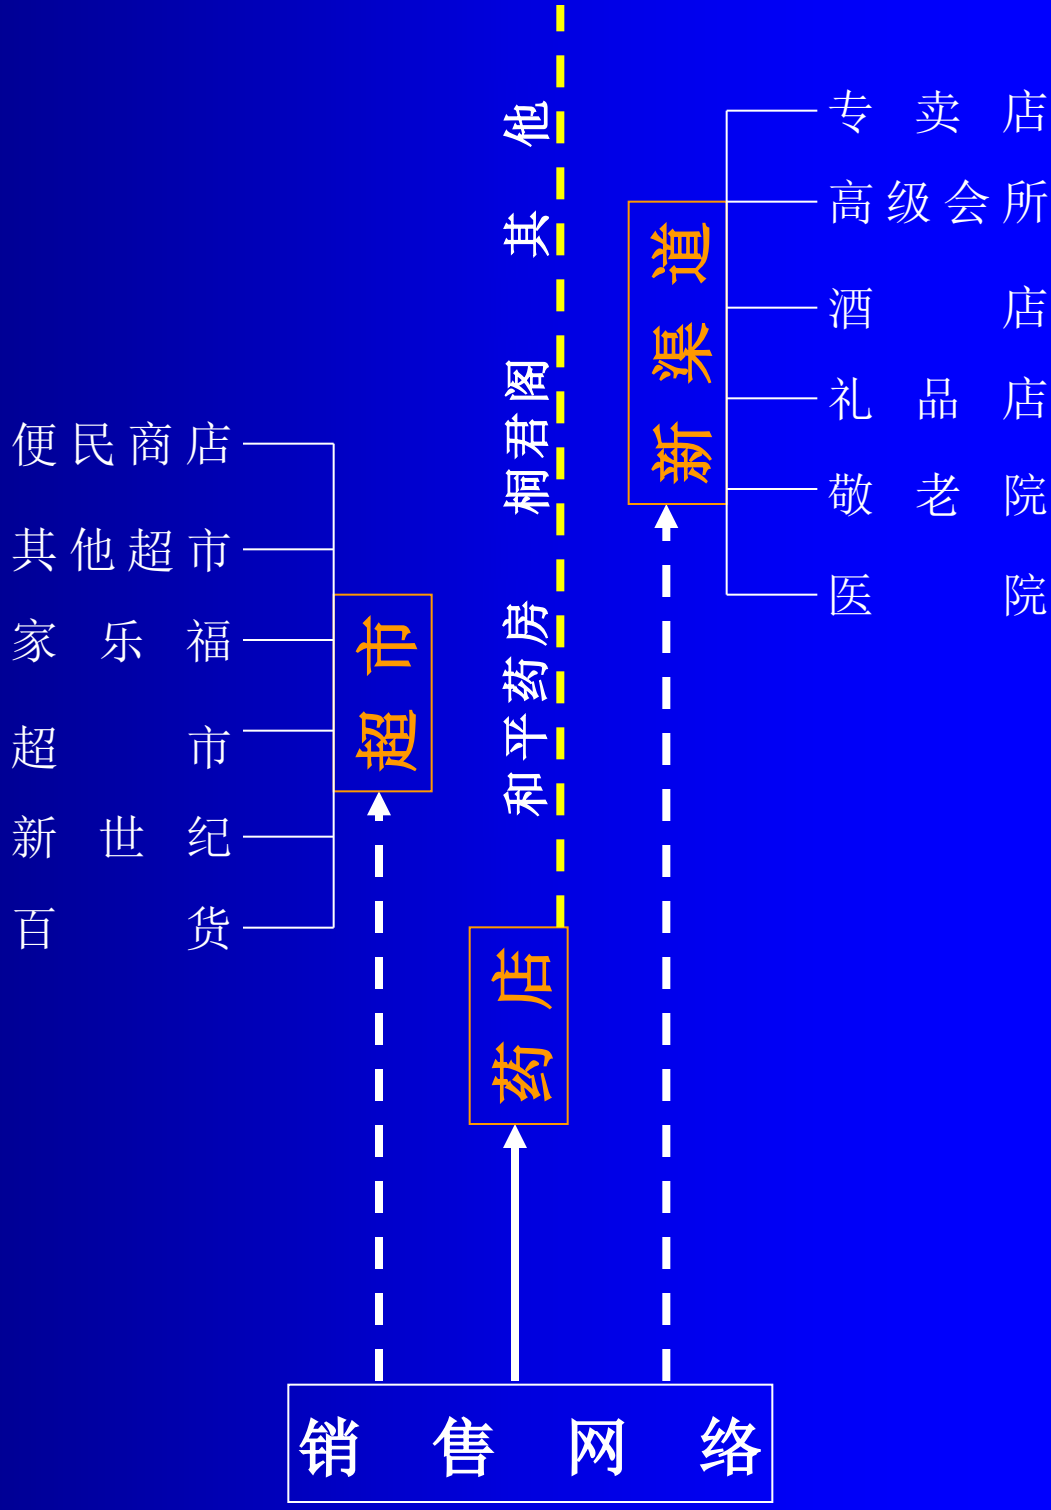 便民商店
其他超市
家乐福
超市
新世纪
百货
超市
和平药房 桐君阁 其他
药店
新渠道
专卖店
高级会所
酒店
礼品店
敬老院
医院
销售网络